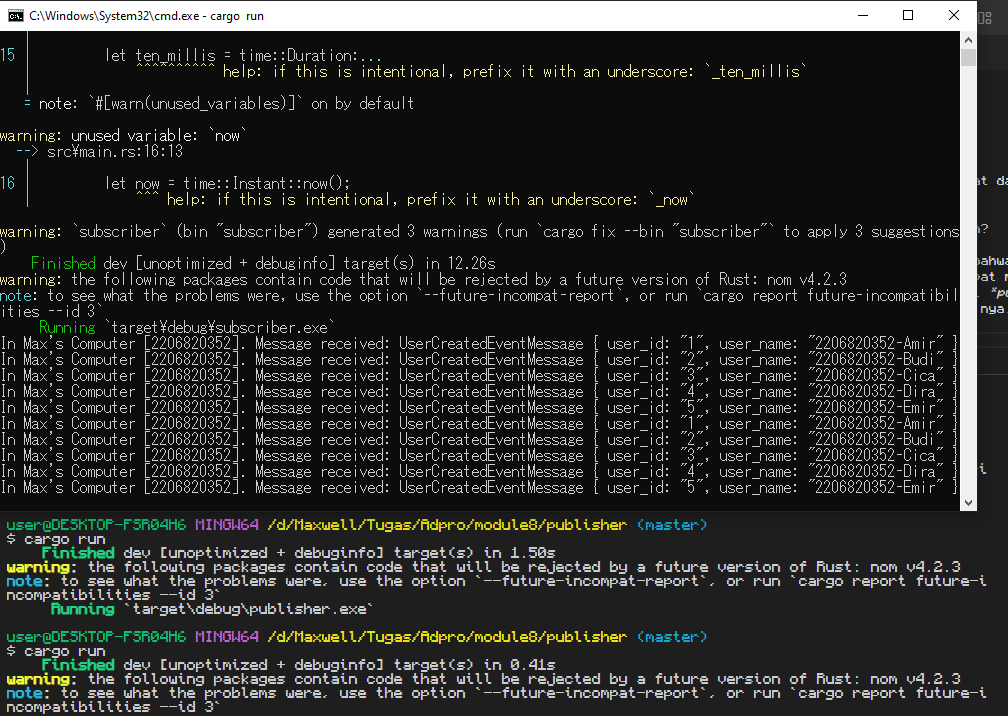 C:\Windows\System32\cmd.exe - cargo run
15 | let ten_millis = time::Duration:...
| ^^^^^^^^^^ help: if this is intentional, prefix it with an underscore: `_ten_millis`
|
= note: `#[warn(unused_variables)]` on by default
warning: unused variable: `now`
--> src¥main.rs:16:13
|
16 | let now = time::Instant::now();
| ^^^ help: if this is intentional, prefix it with an underscore: `_now`
warning: `subscriber` (bin "subscriber") generated 3 warnings (run `cargo fix --bin "subscriber"` to apply 3 suggestions
)
Finished dev [unoptimized + debuginfo] target(s) in 12.26s
warning: the following packages contain code that will be rejected by a future version of Rust: nom v4.2.3
note: to see what the problems were, use the option `--future-incompat-report`, or run `cargo report future-incompatibil
ities --id 3`
Running `target¥debug¥subscriber.exe`
In Max's Computer [2206820352]. Message received: UserCreatedEventMessage { user_id: "1", user_name: "2206820352-Amir" }
In Max's Computer [2206820352]. Message received: UserCreatedEventMessage { user_id: "2", user_name: "2206820352-Budi" }
In Max's Computer [2206820352]. Message received: UserCreatedEventMessage { user_id: "3", user_name: "2206820352-Cica" }
In Max's Computer [2206820352]. Message received: UserCreatedEventMessage { user_id: "4", user_name: "2206820352-Dira" }
In Max's Computer [2206820352]. Message received: UserCreatedEventMessage { user_id: "5", user_name: "2206820352-Emir" }
In Max's Computer [2206820352]. Message received: UserCreatedEventMessage { user_id: "1", user_name: "2206820352-Amir" }
In Max's Computer [2206820352]. Message received: UserCreatedEventMessage { user_id: "2", user_name: "2206820352-Budi" }
In Max's Computer [2206820352]. Message received: UserCreatedEventMessage { user_id: "3", user_name: "2206820352-Cica" }
In Max's Computer [2206820352]. Message received: UserCreatedEventMessage { user_id: "4", user_name: "2206820352-Dira" }
In Max's Computer [2206820352]. Message received: UserCreatedEventMessage { user_id: "5", user_name: "2206820352-Emir" }
user@DESKTOP-F5R04H6 MINGW64 /d/Maxwell/Tugas/Adpro/module8/publisher (master)
$ cargo run
Finished dev [unoptimized + debuginfo] target(s) in 1.50s
warning: the following packages contain code that will be rejected by a future version of Rust: nom v4.2.3
note: to see what the problems were, use the option `--future-incompat-report`, or run `cargo report future-i
ncompatibilities --id 3`
Running `target\debug\publisher.exe`
user@DESKTOP-F5R04H6 MINGW64 /d/Maxwell/Tugas/Adpro/module8/publisher (master)
$ cargo run
Finished dev [unoptimized + debuginfo] target(s) in 0.41s
warning: the following packages contain code that will be rejected by a future version of Rust: nom v4.2.3
note: to see what the problems were, use the option `--future-incompat-report`, or run `cargo report future-i
ncompatibilities --id 3`